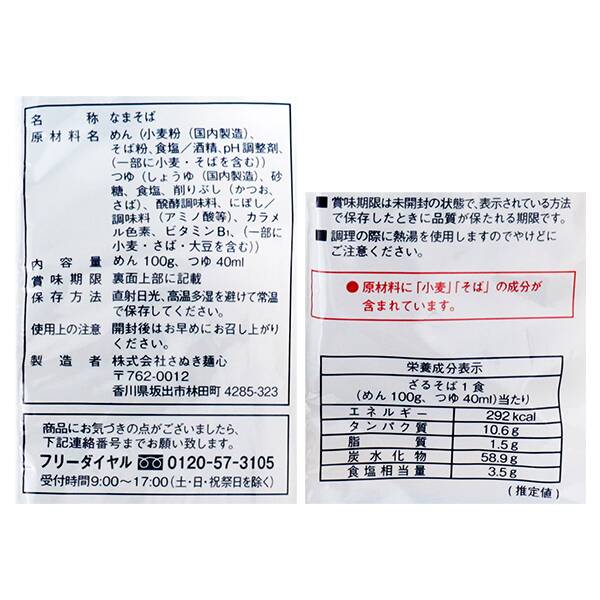 名称 なまそば
原材料名 めん（小麦粉（国内製造）、
そば粉、食塩／酒精、pH調整剤、
（一部に小麦・そばを含む））
つゆ（しょうゆ（国内製造）、砂
糖、食塩、削りぶし（かつお、
さば）、醗酵調味料、にぼし／
調味料（アミノ酸等）、カラメ
ル色素、ビタミンB₁、（一部に
小麦・さば・大豆を含む））
内容量 めん 100g、つゆ 40ml
賞味期限 裏面上部に記載
保存方法 直射日光、高温多湿を避けて常温
で保存してください。
使用上の注意 開封後はお早めにお召し上がり
ください。
製造者 株式会社さぬき麺心
〒762-0012
香川県坂出市林田町 4285-323
商品にお気づきの点がございましたら、
下記連絡番号までお願い致します。
フリーダイヤル 0120-57-3105
受付時間9:00〜17:00（土・日・祝祭日を除く）
■賞味期限は未開封の状態で、表示されている方法
で保存したときに品質が保たれる期限です。
■調理の際に熱湯を使用しますのでやけどに
ご注意ください。
●原材料に「小麦」「そば」の成分が
含まれています。
栄養成分表示
ざるそば1食
（めん 100g、つゆ 40ml）当たり
エネルギー 292kcal
タンパク質 10.6g
脂質 1.5g
炭水化物 58.9g
食塩相当量 3.5g
（推定値）